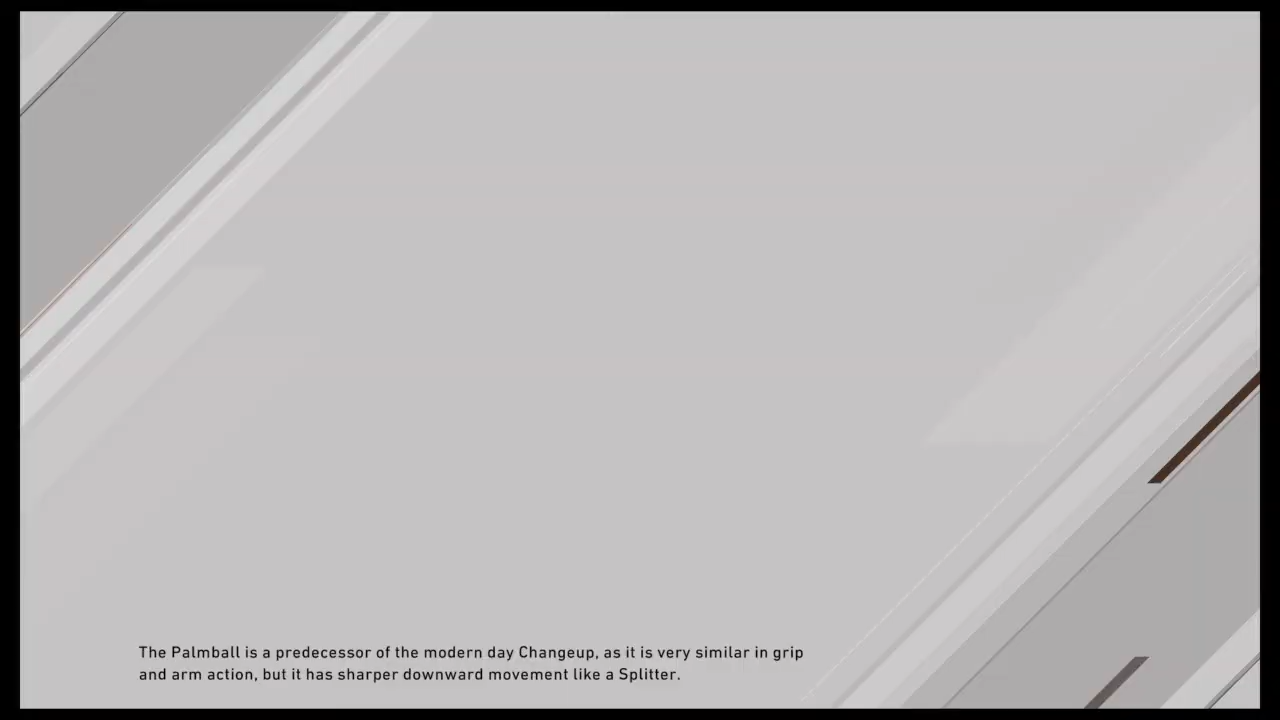 The Palmball is a predecessor of the modern day Changeup, as it is very similar in grip
and arm action, but it has sharper downward movement like a Splitter.